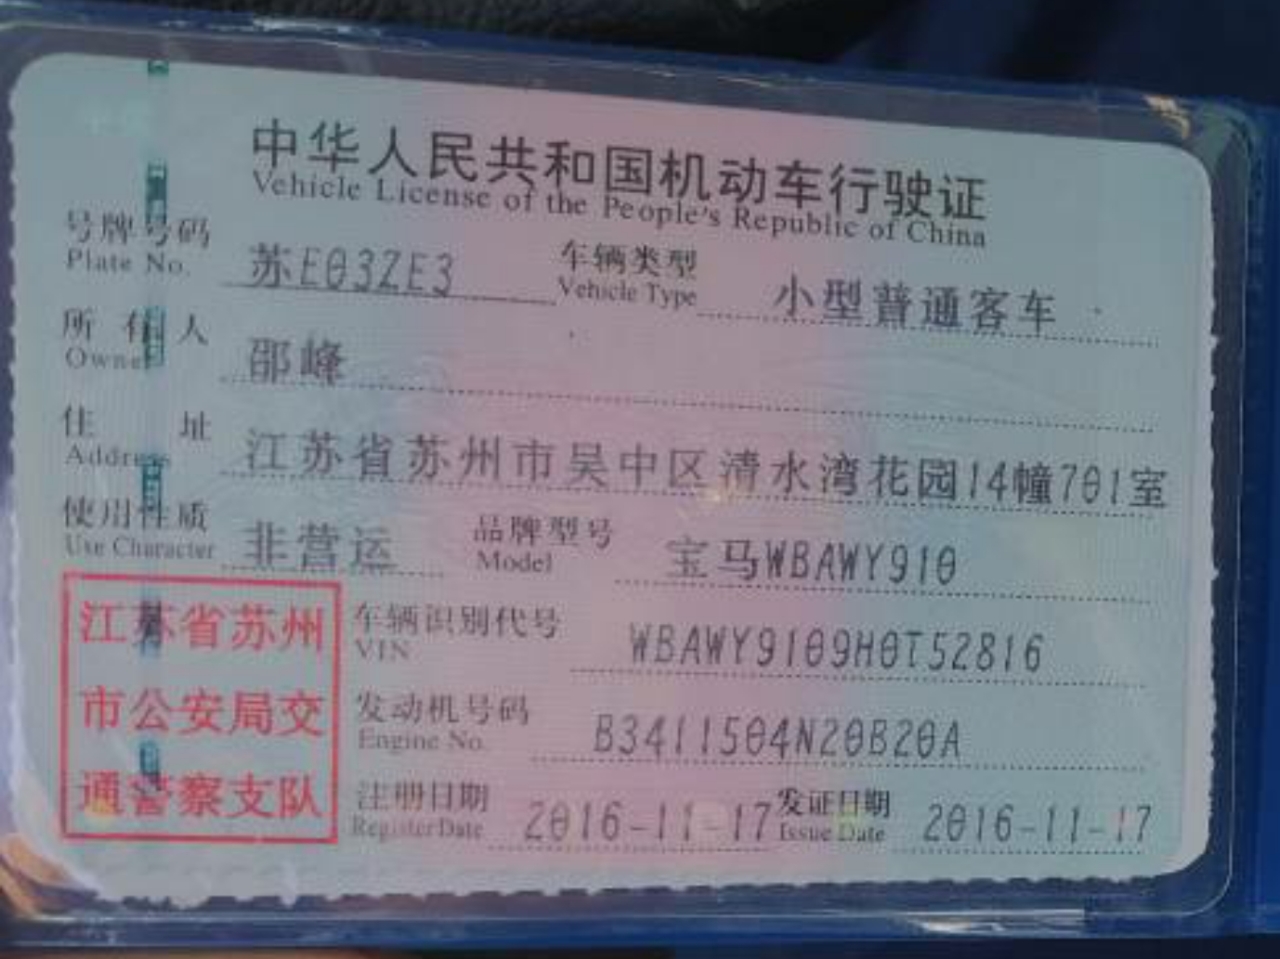 中华人民共和国机动车行驶证
Vehicle License of the People's Republic of China
号牌号码 苏E03ZE3 车辆类型 小型普通客车
Plate No. Vehicle Type
所有人 邵峰
Owner
住址 江苏省苏州市吴中区清水湾花园14幢701室
Address
使用性质 非营运 品牌型号 宝马WBAWY910
Use Character Model
江苏省苏州
市公安局交
通警察支队
车辆识别代号 WBAWY9109H0T52816
VIN
发动机号码 B3411504N20B20A
Engine No.
注册日期 2016-11-17 发证日期 2016-11-17
RegisterDate Issue Date